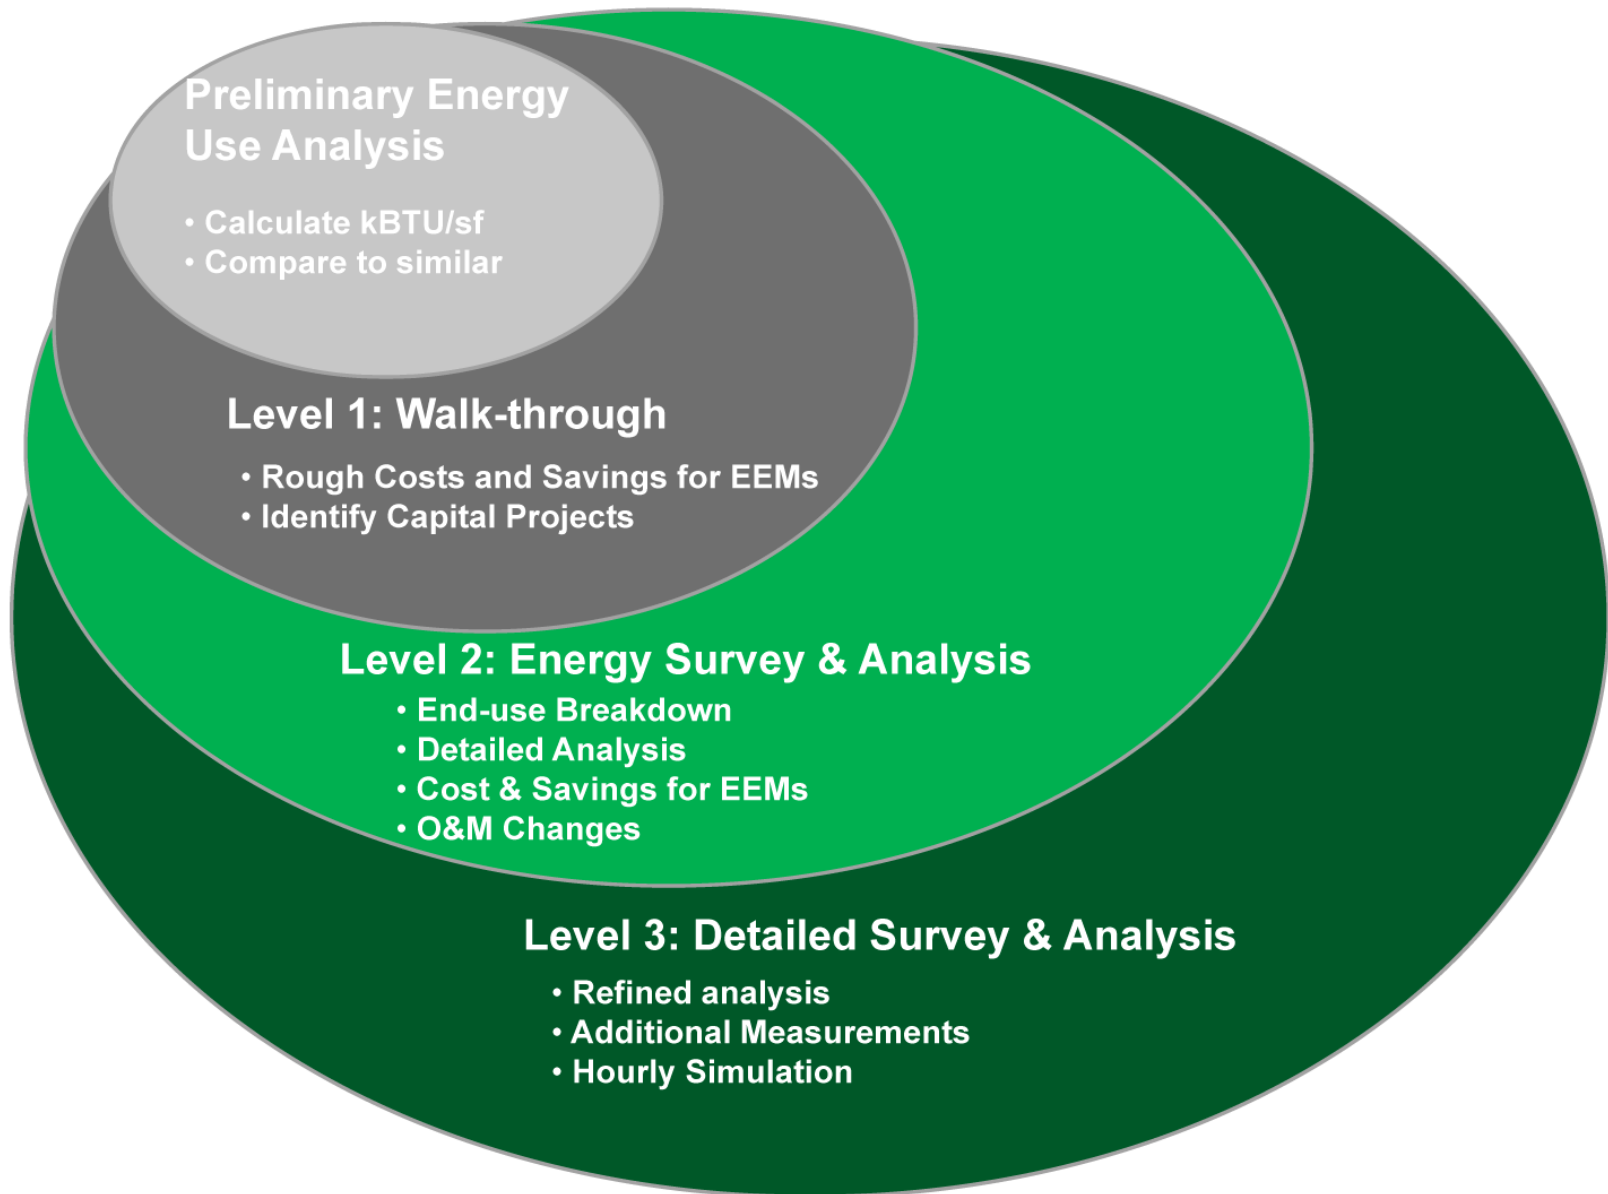 Preliminary Energy
Use Analysis
• Calculate kBTU/sf
• Compare to similar
Level 1: Walk-through
• Rough Costs and Savings for EEMs
• Identify Capital Projects
Level 2: Energy Survey & Analysis
• End-use Breakdown
• Detailed Analysis
• Cost & Savings for EEMs
• O&M Changes
Level 3: Detailed Survey & Analysis
• Refined analysis
• Additional Measurements
• Hourly Simulation